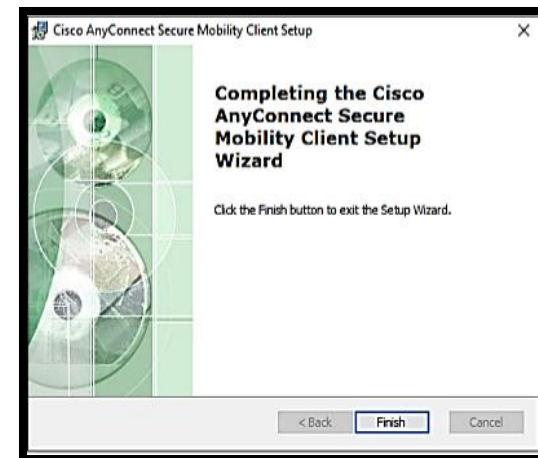 Cisco AnyConnect Secure Mobility Client Setup
Completing the Cisco
AnyConnect Secure
Mobility Client Setup
Wizard
Click the Finish button to exit the Setup Wizard.
< Back Finish Cancel